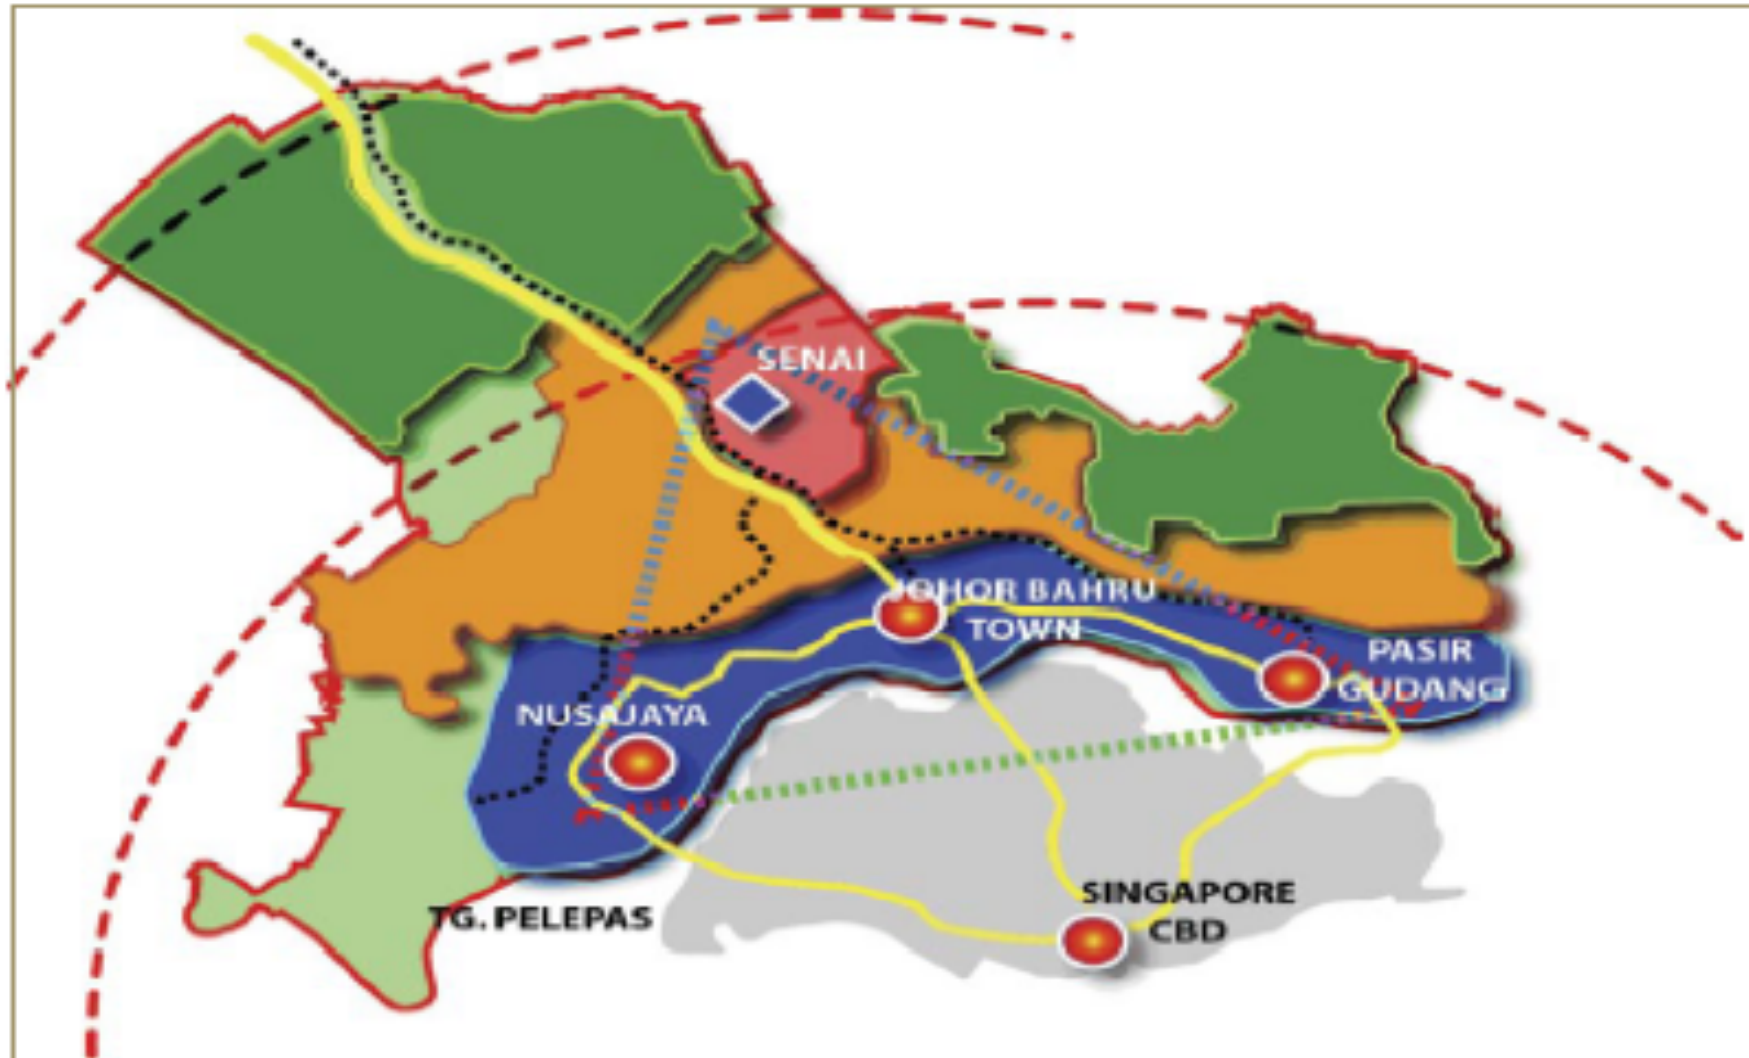 SENAI
JOHOR BAHRU
TOWN
PASIR
GUDANG
NUSAJAYA
SINGAPORE
CBD
TG. PELEPAS